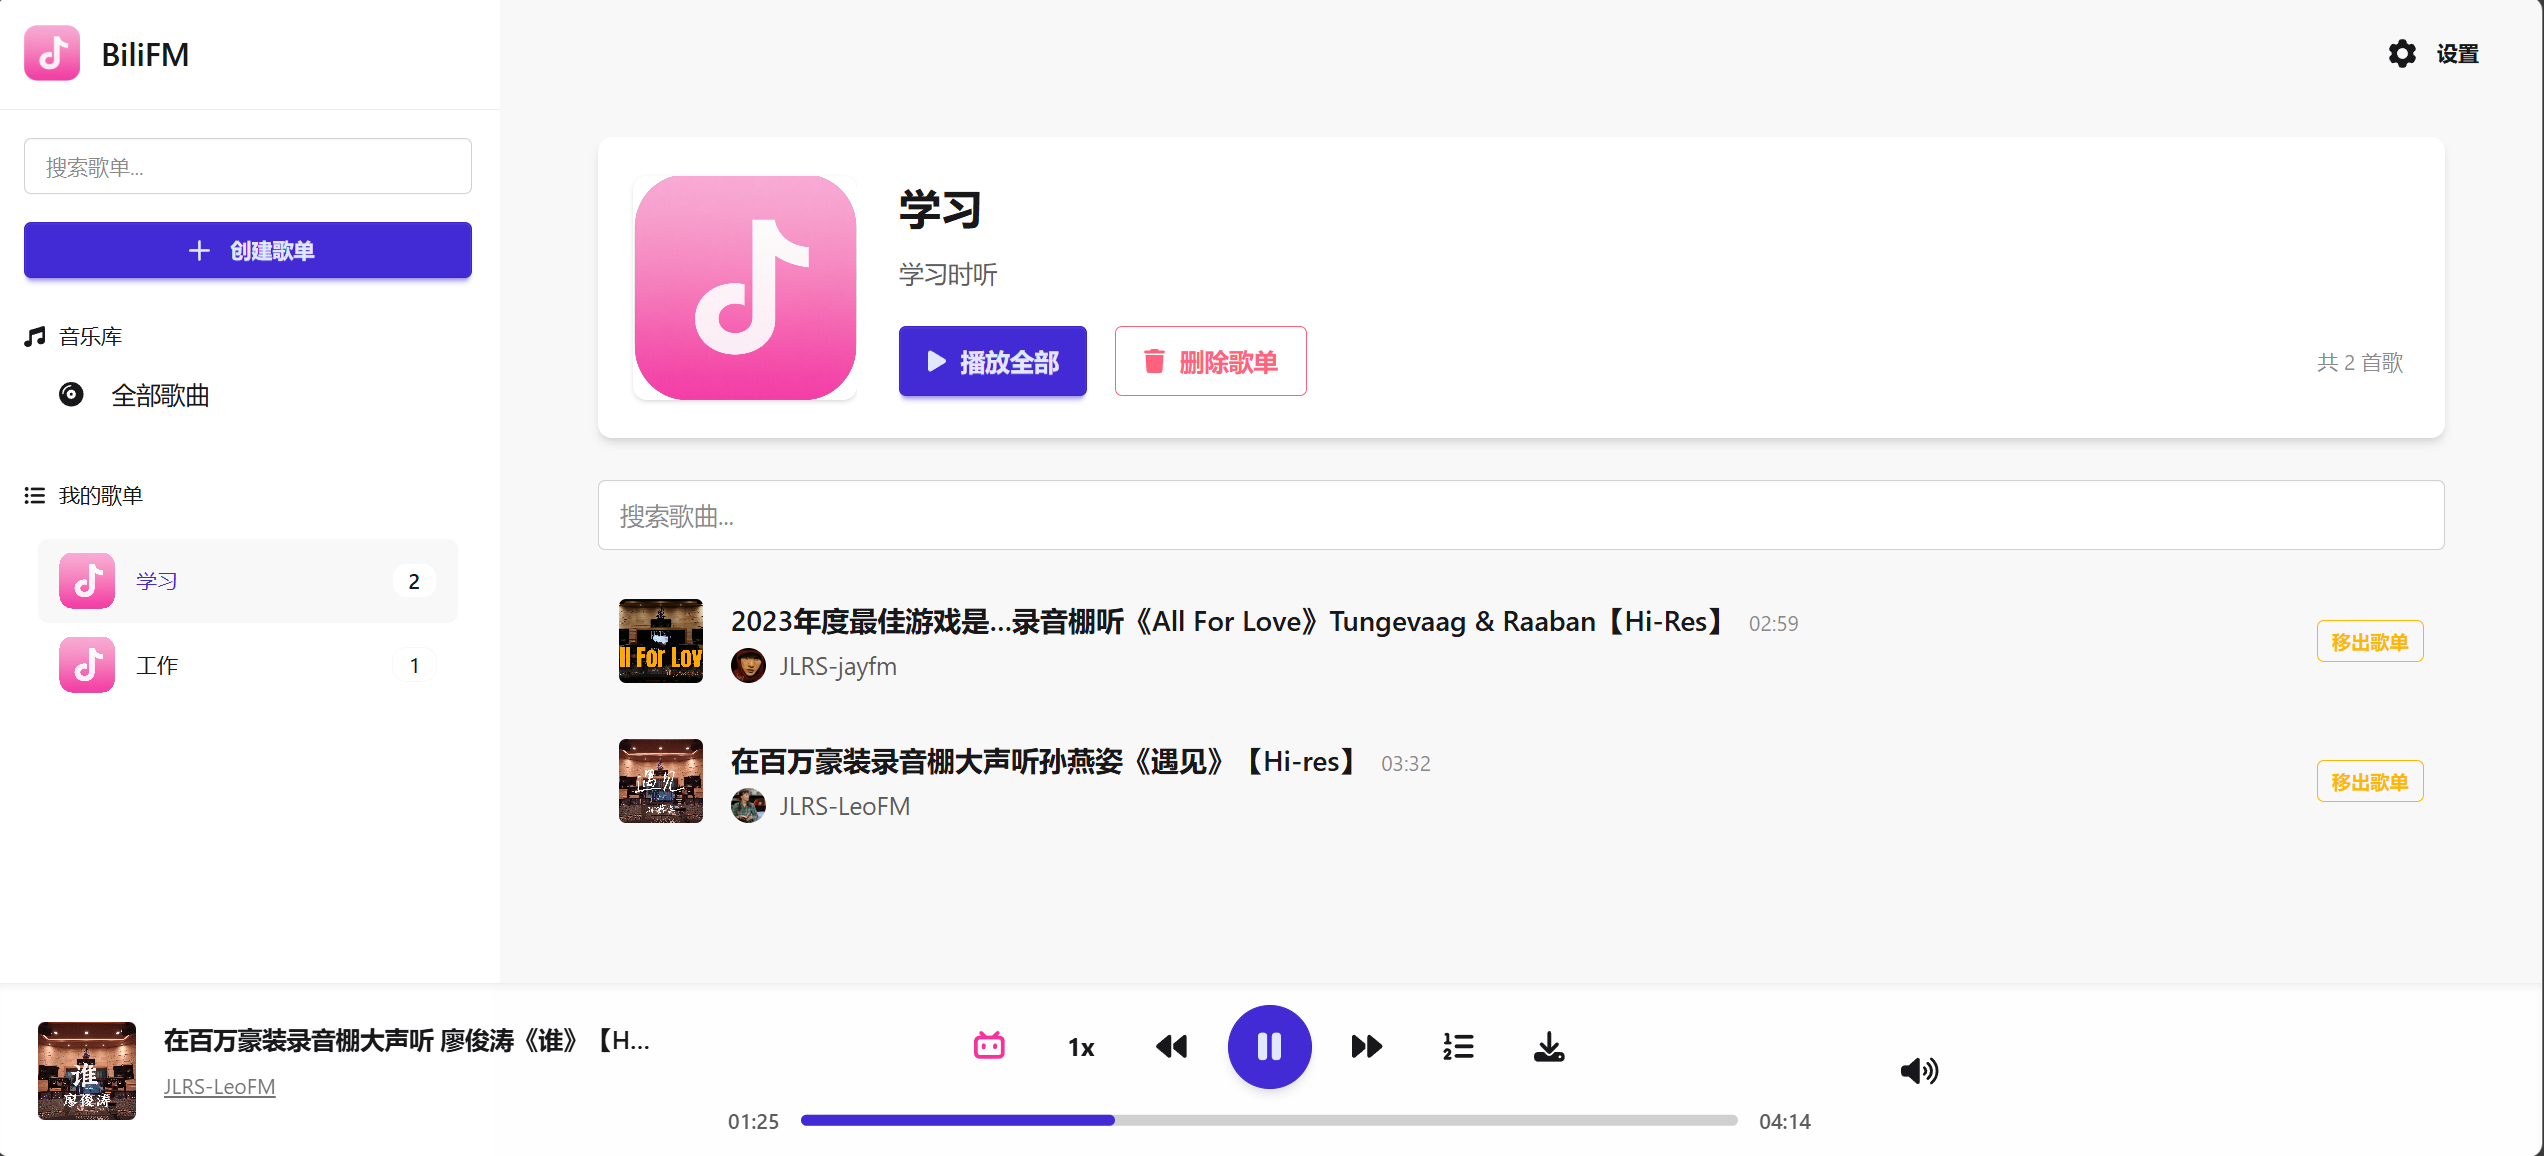 BiliFM
设置
搜索歌单...
创建歌单
音乐库
全部歌曲
我的歌单
学习
2
工作
1
学习
学习时听
播放全部
删除歌单
共 2 首歌
搜索歌曲...
ll For Lov
2023年度最佳游戏是...录音棚听《All For Love》Tungevaag & Raaban【Hi-Res】 02:59
JLRS-jayfm
移出歌单
遇见
在百万豪装录音棚大声听孙燕姿《遇见》【Hi-res】 03:32
JLRS-LeoFM
移出歌单
谁
廖俊涛
在百万豪装录音棚大声听 廖俊涛《谁》【H...
JLRS-LeoFM
1x
01:25
04:14